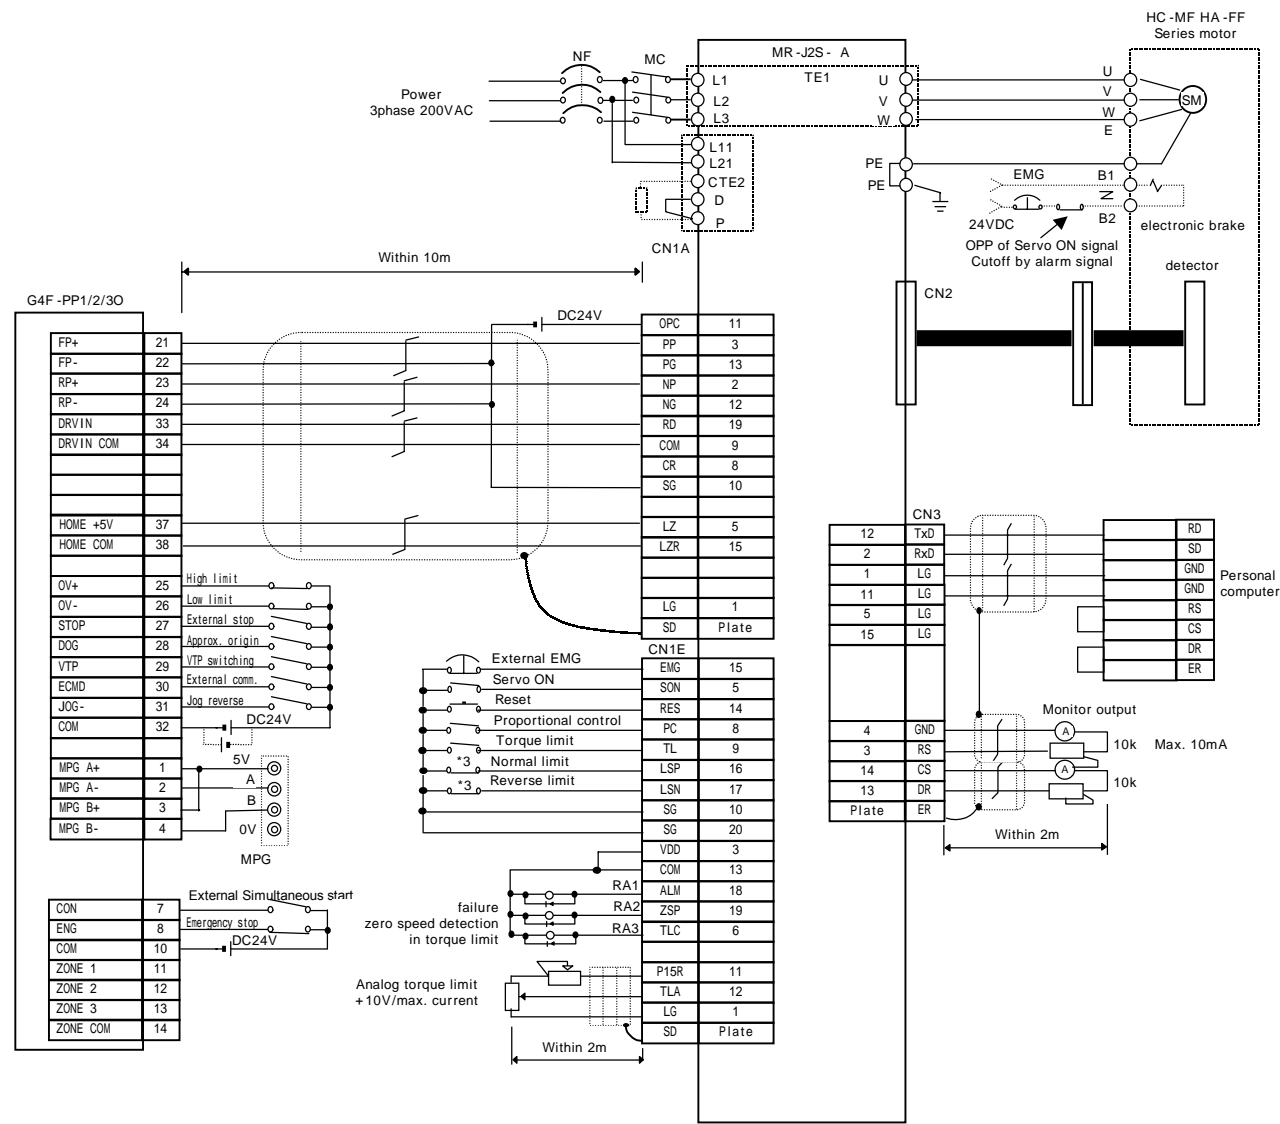 HC-MF HA-FF
Series motor
MR-J2S- A
NF
MC
TE1
Power
3phase 200VAC
L1
L2
L3
U
V
W
U
V
W
E
SM
L11
L21
CTE2
D
P
PE
PE
EMG
B1
Z
B2
24VDC
OPP of Servo ON signal
Cutoff by alarm signal
electronic brake
detector
CN1A
CN2
Within 10m
G4F-PP1/2/3O
DC24V
FP+ 21
FP- 22
RP+ 23
RP- 24
DRVIN 33
DRVIN COM 34
HOME +5V 37
HOME COM 38
OV+ 25 High limit
OV- 26 Low limit
STOP 27 External stop
DOG 28 Approx. origin
VTP 29 VTP switching
ECMD 30 External comm.
JOG- 31 Jog reverse
COM 32 DC24V
MPG A+ 1 5V
MPG A- 2 A
MPG B+ 3 B
MPG B- 4 0V
MPG
CON 7 External Simultaneous start
ENG 8 Emergency stop
COM 10 DC24V
ZONE 1 11
ZONE 2 12
ZONE 3 13
ZONE COM 14
OPC 11
PP 3
PG 13
NP 2
NG 12
RD 19
COM 9
CR 8
SG 10
LZ 5
LZR 15
LG 1
SD Plate
CN1E
External EMG EMG 15
Servo ON SON 5
Reset RES 14
Proportional control PC 8
Torque limit TL 9
*3 Normal limit LSP 16
*3 Reverse limit LSN 17
SG 10
SG 20
VDD 3
COM 13
RA1 ALM 18
RA2 ZSP 19
RA3 TLC 6
failure
zero speed detection
in torque limit
P15R 11
TLA 12
LG 1
SD Plate
Analog torque limit
+10V/max. current
Within 2m
CN3
12 TxD
2 RxD
1 LG
11 LG
5 LG
15 LG
4 GND
3 RS
14 CS
13 DR
Plate ER
RD
SD
GND
GND
RS
CS
DR
ER
Personal
computer
Monitor output
A
10k Max. 10mA
A
10k
Within 2m